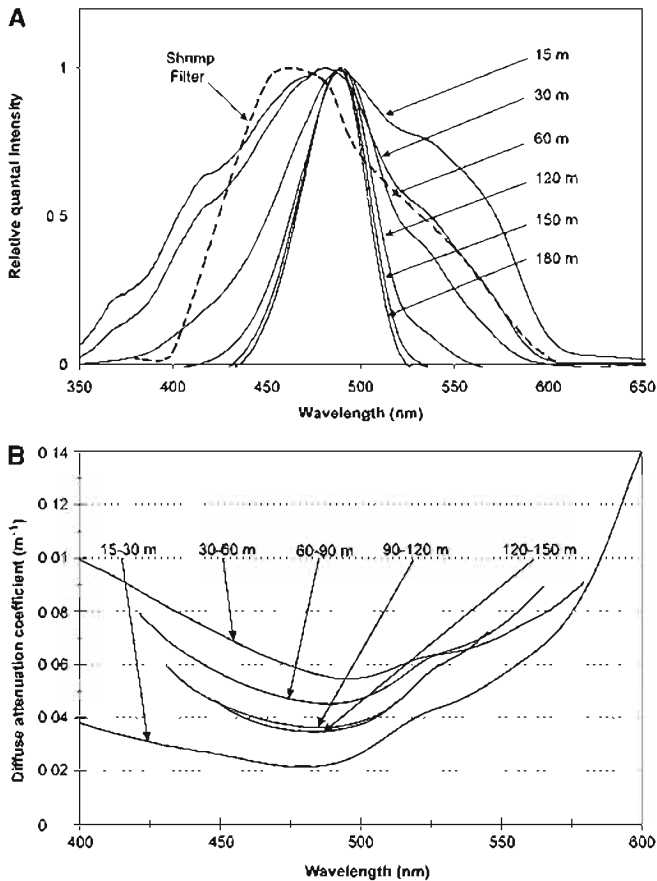 A
Shrimp
Filter
15 m
30 m
60 m
120 m
150 m
180 m
Relative quantal intensity
1
0 5
0
350 400 450 500 550 600 650
Wavelength (nm)
B
0 14
0 12
0.01
0.08
0 06
0 04
0 02
0
15-30 m 30-60 m 60-90 m 90-120 m 120-150 m
Diffuse attenuation coefficient (m-1)
400 450 500 550 600
Wavelength (nm)